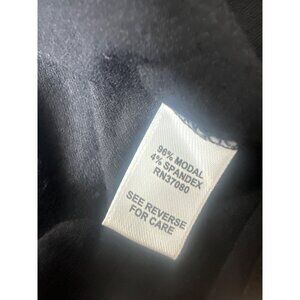 96% MODAL
4% SPANDEX
RN37080
SEE REVERSE
FOR CARE